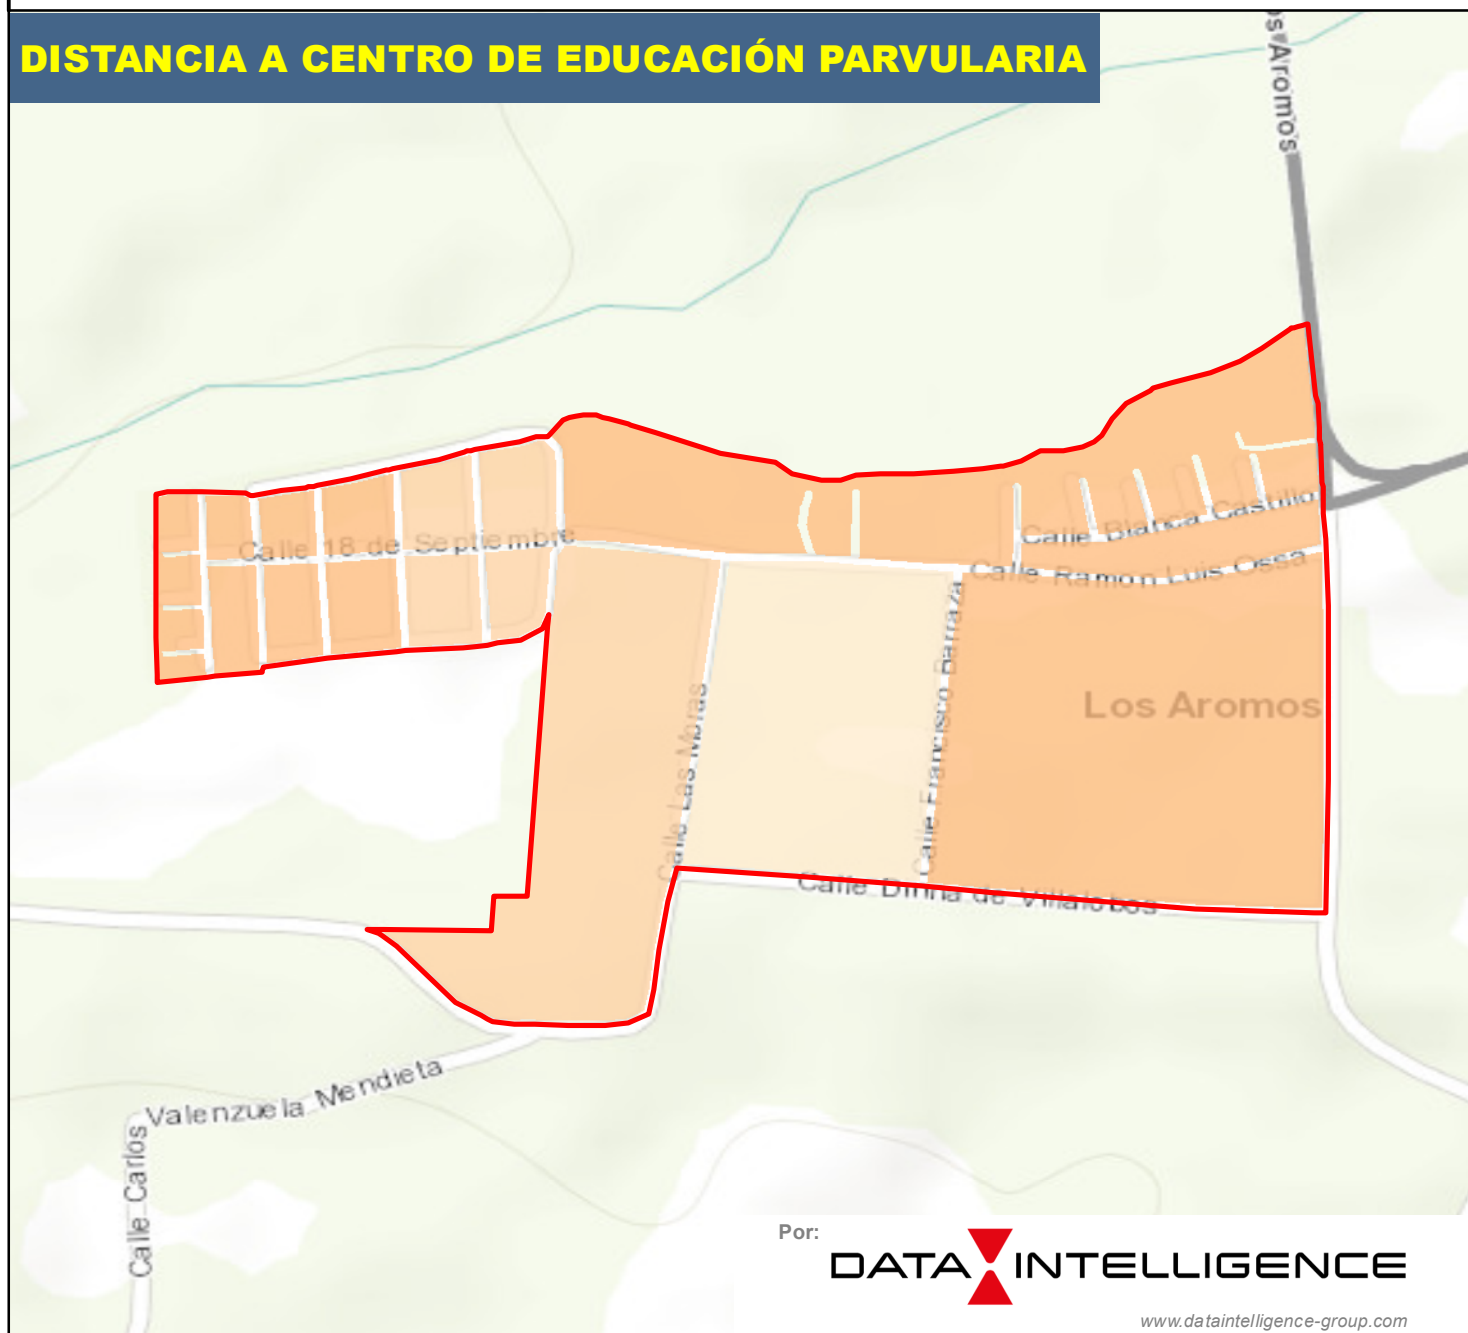 DISTANCIA A CENTRO DE EDUCACIÓN PARVULARIA
os Aromos
Calle 18 de Septiembre
Calle Blanca Castillo
Calle Ramon Luis Ossa
Calle Francisco Barraza
Calle Las Moras
Los Aromos
Calle Dinna de Villalobos
Valenzuela Mendieta
Calle Carlos
Por:
DATA INTELLIGENCE
www.dataintelligence-group.com